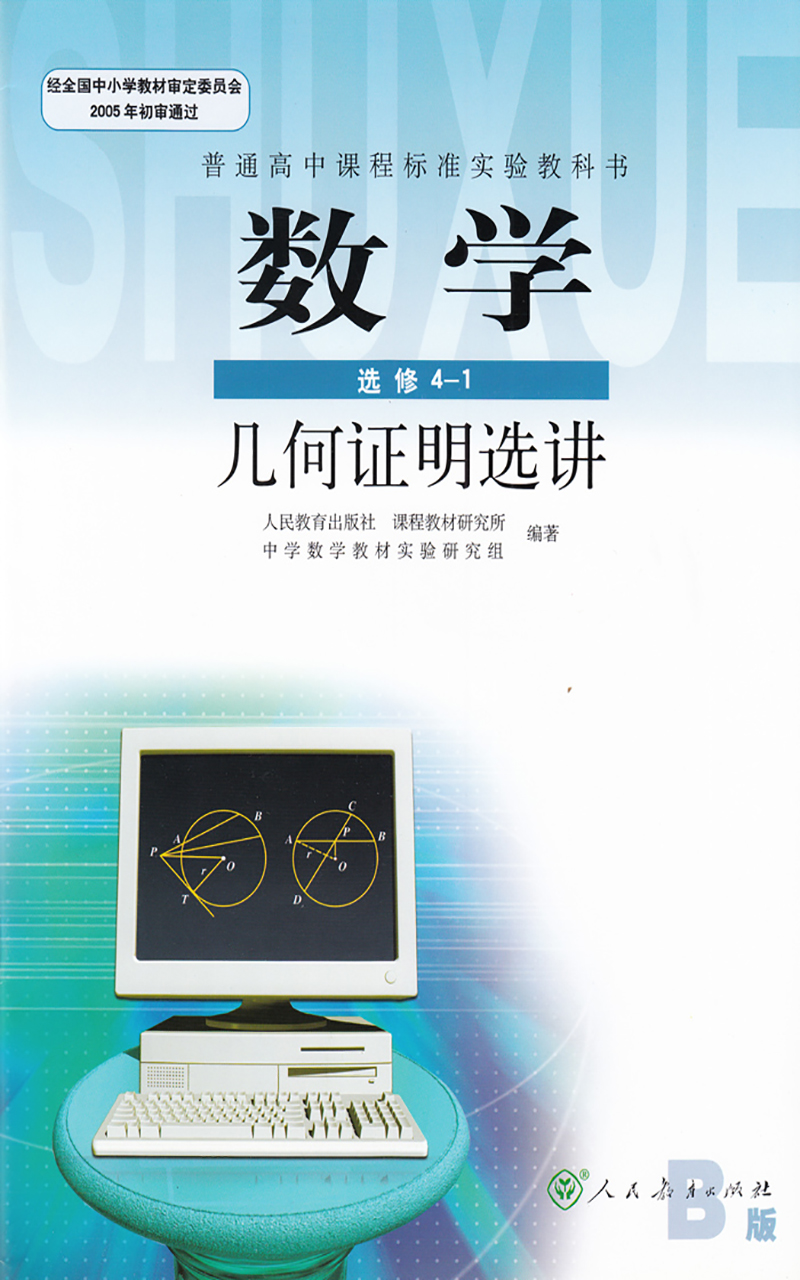 SHUXUE
经全国中小学教材审定委员会
2005年初审通过
普通高中课程标准实验教科书
数学
选修 4-1
几何证明选讲
人民教育出版社 课程教材研究所
中学数学教材实验研究组
编著
A B P O r T
C A P B r O D
® 人民教育出版社
B版